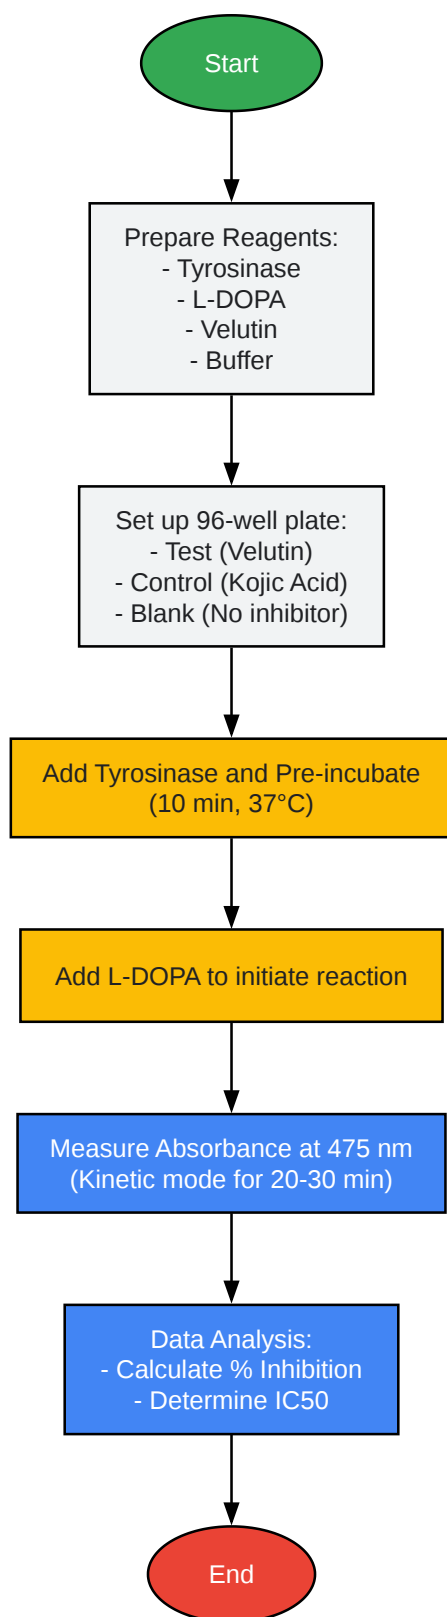 Start
Prepare Reagents:
- Tyrosinase
- L-DOPA
- Velutin
- Buffer
Set up 96-well plate:
- Test (Velutin)
- Control (Kojic Acid)
- Blank (No inhibitor)
Add Tyrosinase and Pre-incubate
(10 min, 37°C)
Add L-DOPA to initiate reaction
Measure Absorbance at 475 nm
(Kinetic mode for 20-30 min)
Data Analysis:
- Calculate % Inhibition
- Determine IC50
End